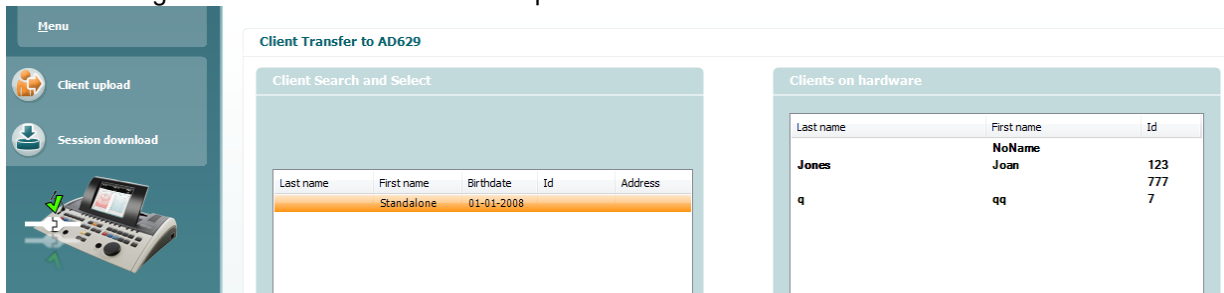 Menu
Client upload
Session download
Client Transfer to AD629
Client Search and Select
Last name First name Birthdate Id Address
Standalone 01-01-2008
Clients on hardware
Last name First name Id
NoName
Jones Joan 123
777
q qq 7